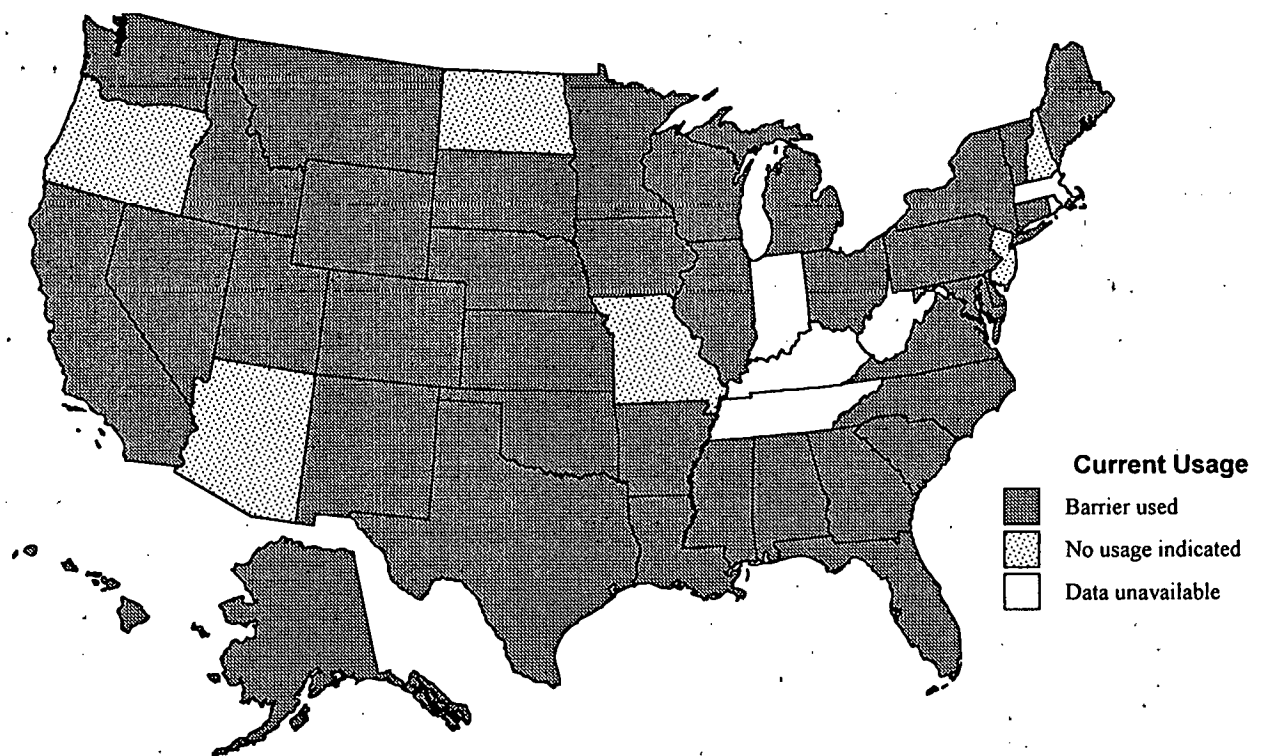 Current Usage
Barrier used
No usage indicated
Data unavailable